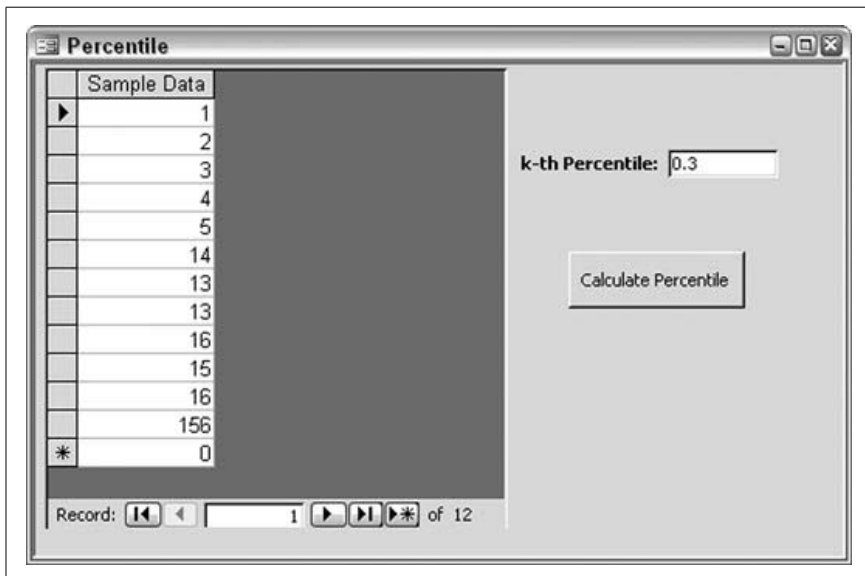 Percentile
Sample Data
1
2
3
4
5
14
13
13
16
15
16
156
0
k-th Percentile: 0.3
Calculate Percentile
Record: 1 of 12